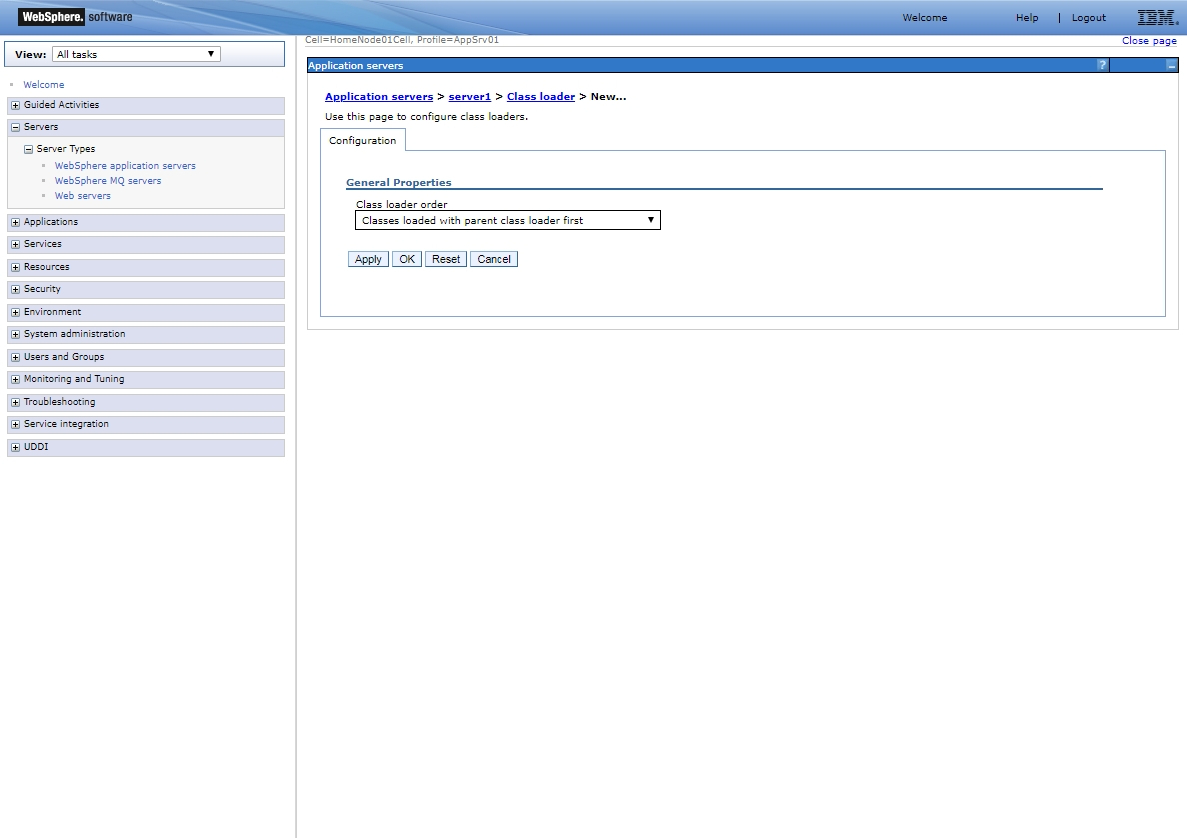 WebSphere. software
Welcome Help | Logout IBM.
View: All tasks
Cell=HomeNode01Cell, Profile=AppSrv01
Close page
Welcome
Guided Activities
Servers
Server Types
WebSphere application servers
WebSphere MQ servers
Web servers
Applications
Services
Resources
Security
Environment
System administration
Users and Groups
Monitoring and Tuning
Troubleshooting
Service integration
UDDI
Application servers ?
Application servers > server1 > Class loader > New...
Use this page to configure class loaders.
Configuration
General Properties
Class loader order
Classes loaded with parent class loader first
Apply OK Reset Cancel